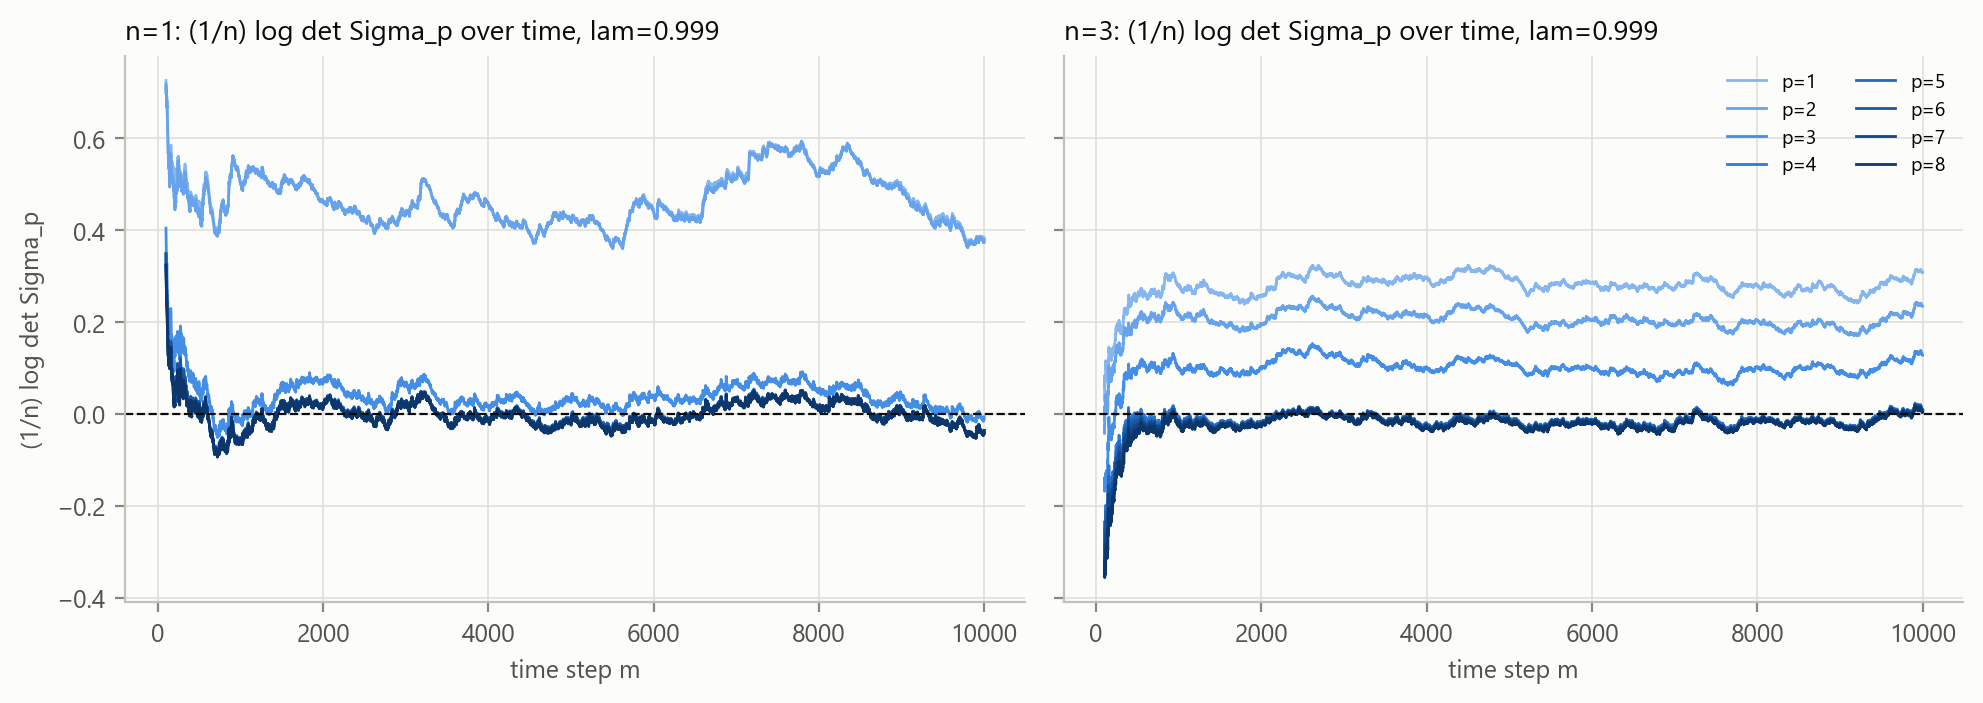 n=1: (1/n) log det Sigma_p over time, lam=0.999
(1/n) log det Sigma_p
0.6
0.4
0.2
0.0
−0.2
−0.4
0 2000 4000 6000 8000 10000
time step m
n=3: (1/n) log det Sigma_p over time, lam=0.999
p=1 p=5
p=2 p=6
p=3 p=7
p=4 p=8
0 2000 4000 6000 8000 10000
time step m